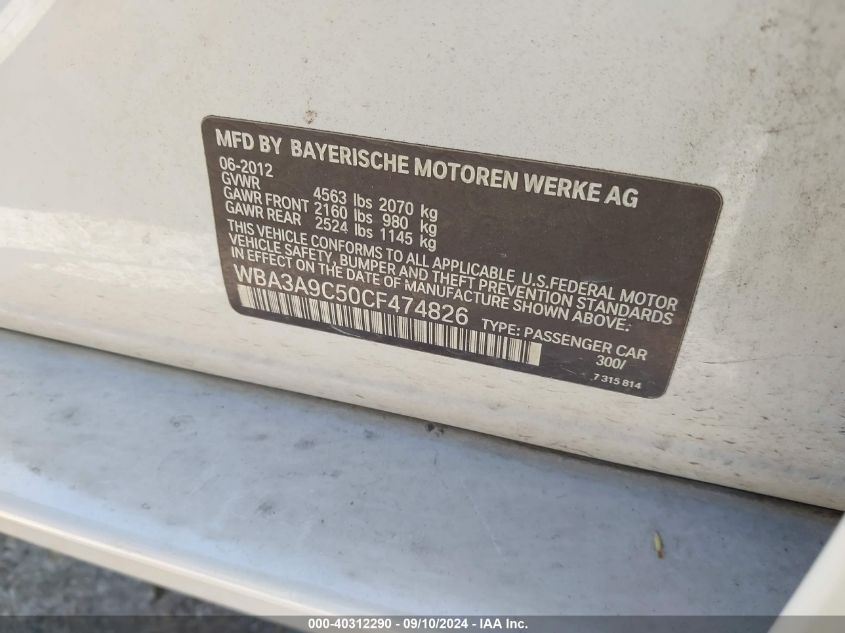 MFD BY BAYERISCHE MOTOREN WERKE AG
06-2012
GVWR 4563 lbs 2070 kg
GAWR FRONT 2160 lbs 980 kg
GAWR REAR 2524 lbs 1145 kg
THIS VEHICLE CONFORMS TO ALL APPLICABLE U.S.FEDERAL MOTOR
VEHICLE SAFETY, BUMPER AND THEFT PREVENTION STANDARDS
IN EFFECT ON THE DATE OF MANUFACTURE SHOWN ABOVE:
WBA3A9C50CF474826 TYPE: PASSENGER CAR
300/
7 315 814
000-40312290 - 09/10/2024 - IAA Inc.